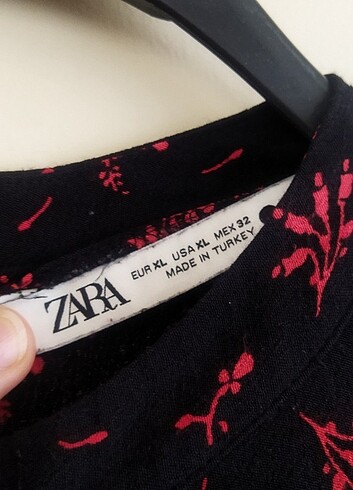 ZARA
EUR XL USA XL MEX 32
MADE IN TURKEY